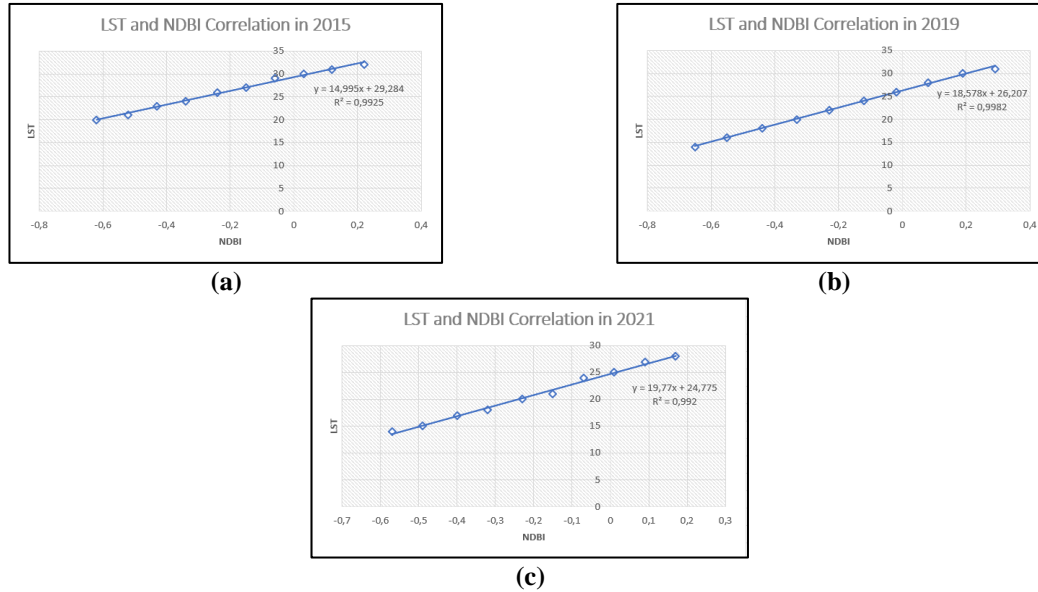 LST and NDBI Correlation in 2015
35
30
25
20
15
10
5
0
y = 14,995x + 29,284
R² = 0,9925
LST
-0,8 -0,6 -0,4 -0,2 0 0,2 0,4
NDBI
(a)
LST and NDBI Correlation in 2019
35
30
25
20
15
10
5
0
y = 18,578x + 26,207
R² = 0,9982
LST
-0,8 -0,6 -0,4 -0,2 0 0,2 0,4
NDBI
(b)
LST and NDBI Correlation in 2021
30
25
20
15
10
5
0
y = 19,77x + 24,775
R² = 0,992
LST
-0,7 -0,6 -0,5 -0,4 -0,3 -0,2 -0,1 0 0,1 0,2 0,3
NDBI
(c)